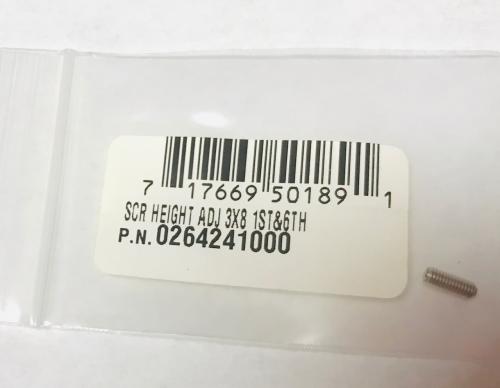 7 17669 50189 1
SCR HEIGHT ADJ 3X8 1ST&6TH
P.N. 0264241000